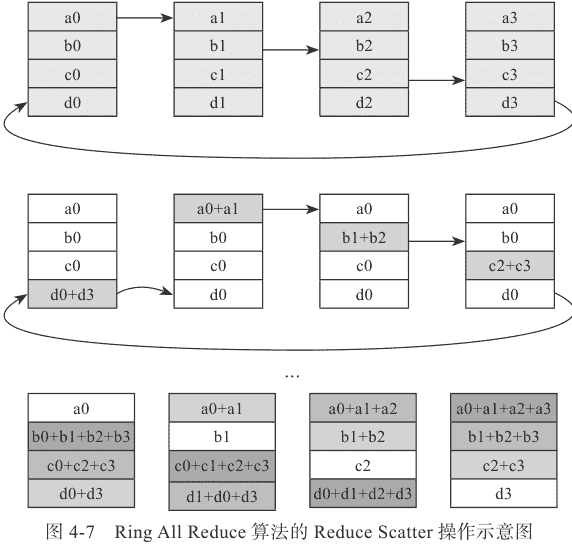 a0 a1 a2 a3
b0 b1 b2 b3
c0 c1 c2 c3
d0 d1 d2 d3
a0 a0+a1 a0 a0
b0 b0 b1+b2 b0
c0 c0 c0 c2+c3
d0+d3 d0 d0 d0
...
a0 a0+a1 a0+a1+a2 a0+a1+a2+a3
b0+b1+b2+b3 b1 b1+b2 b1+b2+b3
c0+c2+c3 c0+c1+c2+c3 c2 c2+c3
d0+d3 d1+d0+d3 d0+d1+d2+d3 d3
图 4-7 Ring All Reduce 算法的 Reduce Scatter 操作示意图